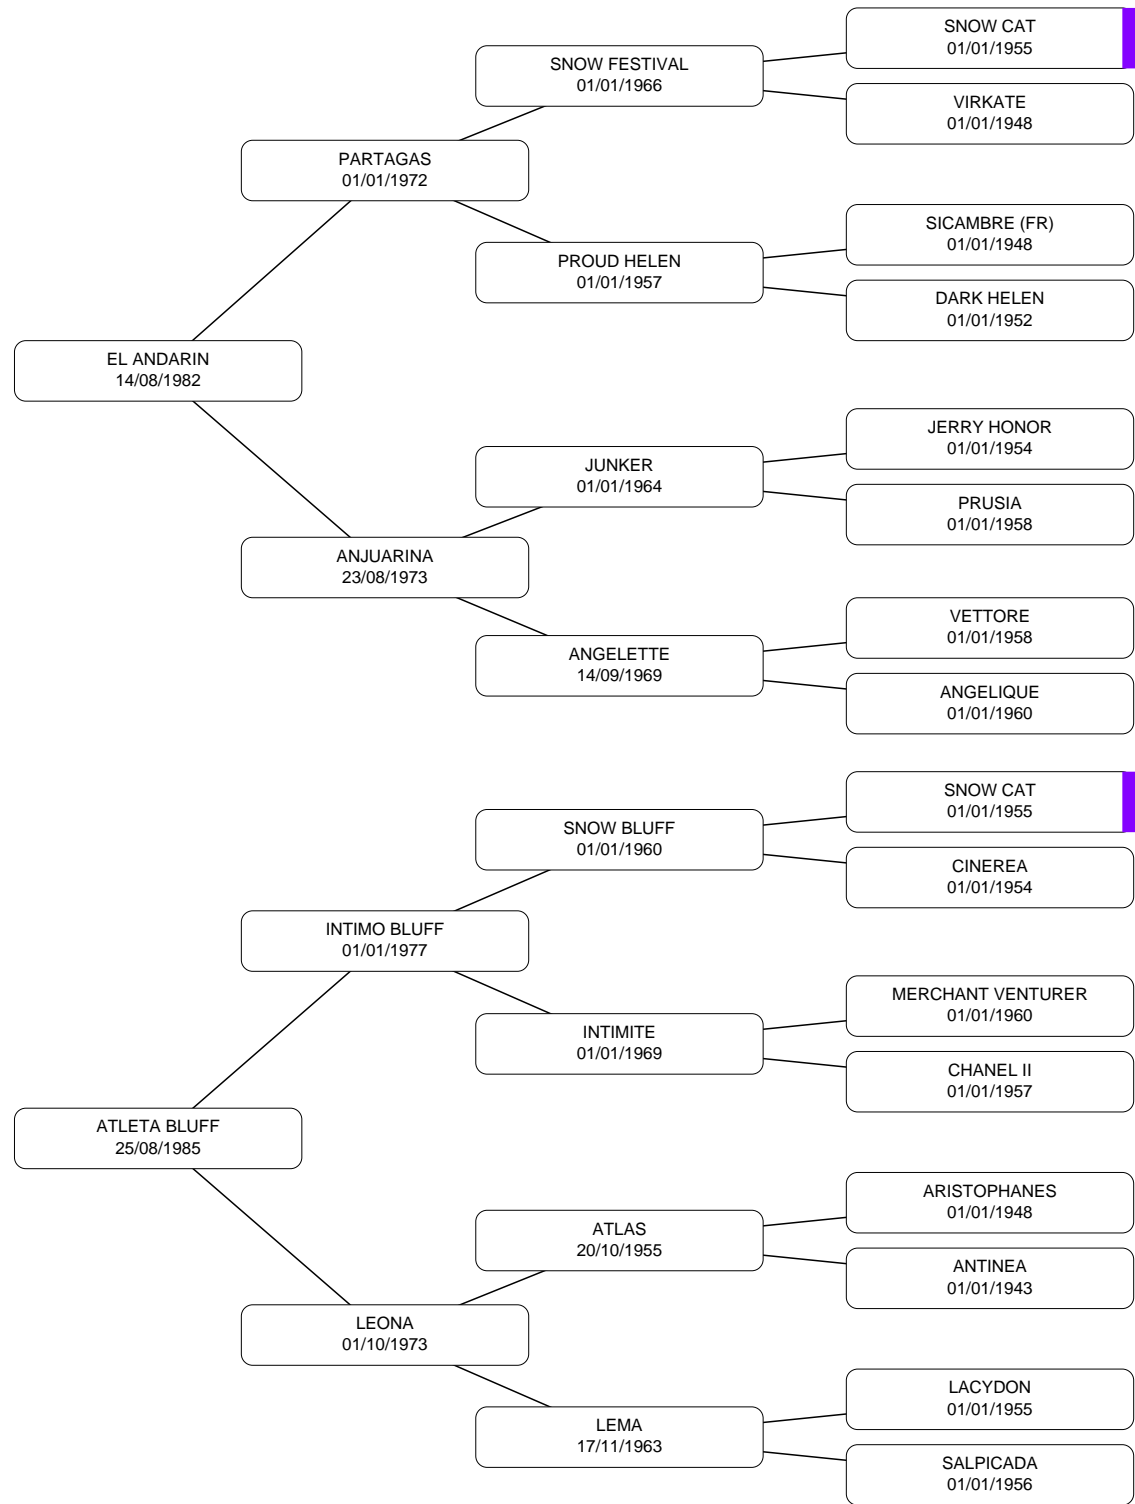 SNOW CAT
01/01/1955
SNOW FESTIVAL
01/01/1966
VIRKATE
01/01/1948
PARTAGAS
01/01/1972
SICAMBRE (FR)
01/01/1948
PROUD HELEN
01/01/1957
DARK HELEN
01/01/1952
EL ANDARIN
14/08/1982
JERRY HONOR
01/01/1954
JUNKER
01/01/1964
PRUSIA
01/01/1958
ANJUARINA
23/08/1973
VETTORE
01/01/1958
ANGELETTE
14/09/1969
ANGELIQUE
01/01/1960
SNOW CAT
01/01/1955
SNOW BLUFF
01/01/1960
CINEREA
01/01/1954
INTIMO BLUFF
01/01/1977
MERCHANT VENTURER
01/01/1960
INTIMITE
01/01/1969
CHANEL II
01/01/1957
ATLETA BLUFF
25/08/1985
ARISTOPHANES
01/01/1948
ATLAS
20/10/1955
ANTINEA
01/01/1943
LEONA
01/10/1973
LACYDON
01/01/1955
LEMA
17/11/1963
SALPICADA
01/01/1956